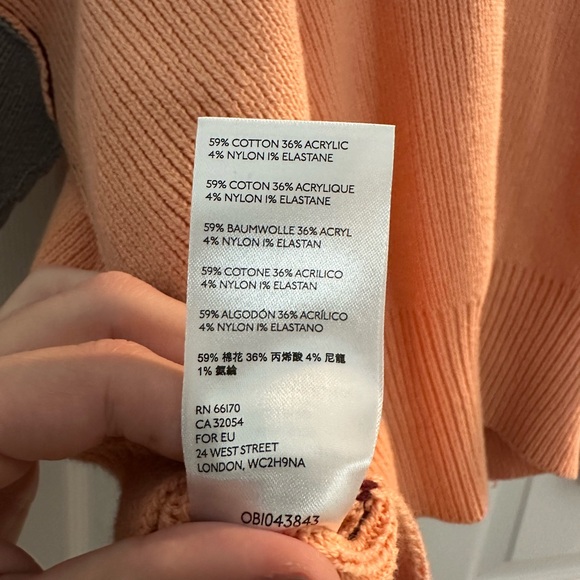 59% COTTON 36% ACRYLIC
4% NYLON 1% ELASTANE
59% COTON 36% ACRYLIQUE
4% NYLON 1% ELASTANE
59% BAUMWOLLE 36% ACRYL
4% NYLON 1% ELASTAN
59% COTONE 36% ACRILICO
4% NYLON 1% ELASTAN
59% ALGODÓN 36% ACRÍLICO
4% NYLON 1% ELASTANO
59% 棉花 36% 丙烯酸 4% 尼龍
1% 氨綸
RN 66170
CA 32054
FOR EU
24 WEST STREET
LONDON, WC2H9NA
OB1043843